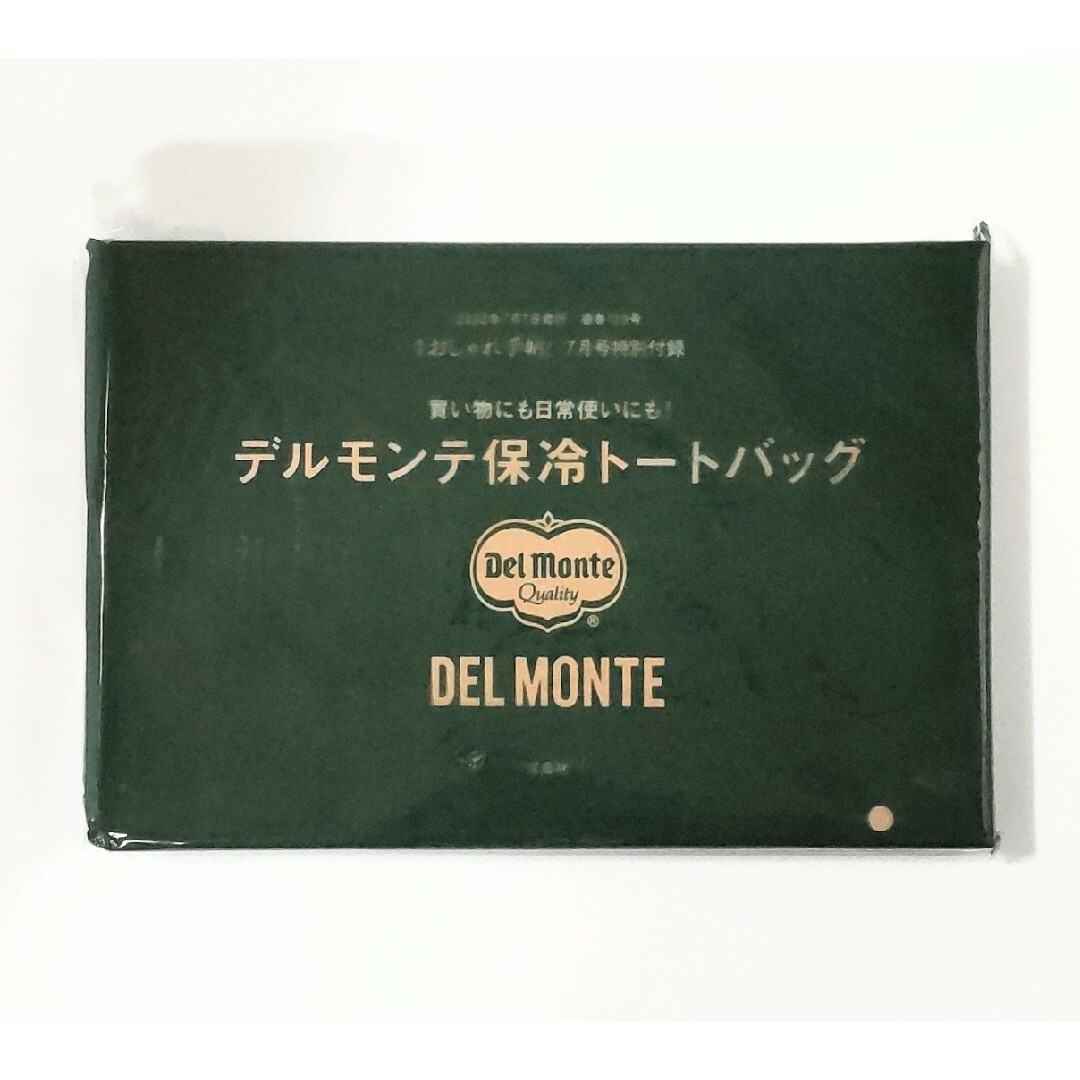 おしゃれ手帖 7月号特別付録
買い物にも日常使いにも!
デルモンテ保冷トートバッグ
Del Monte
Quality
®
DEL MONTE